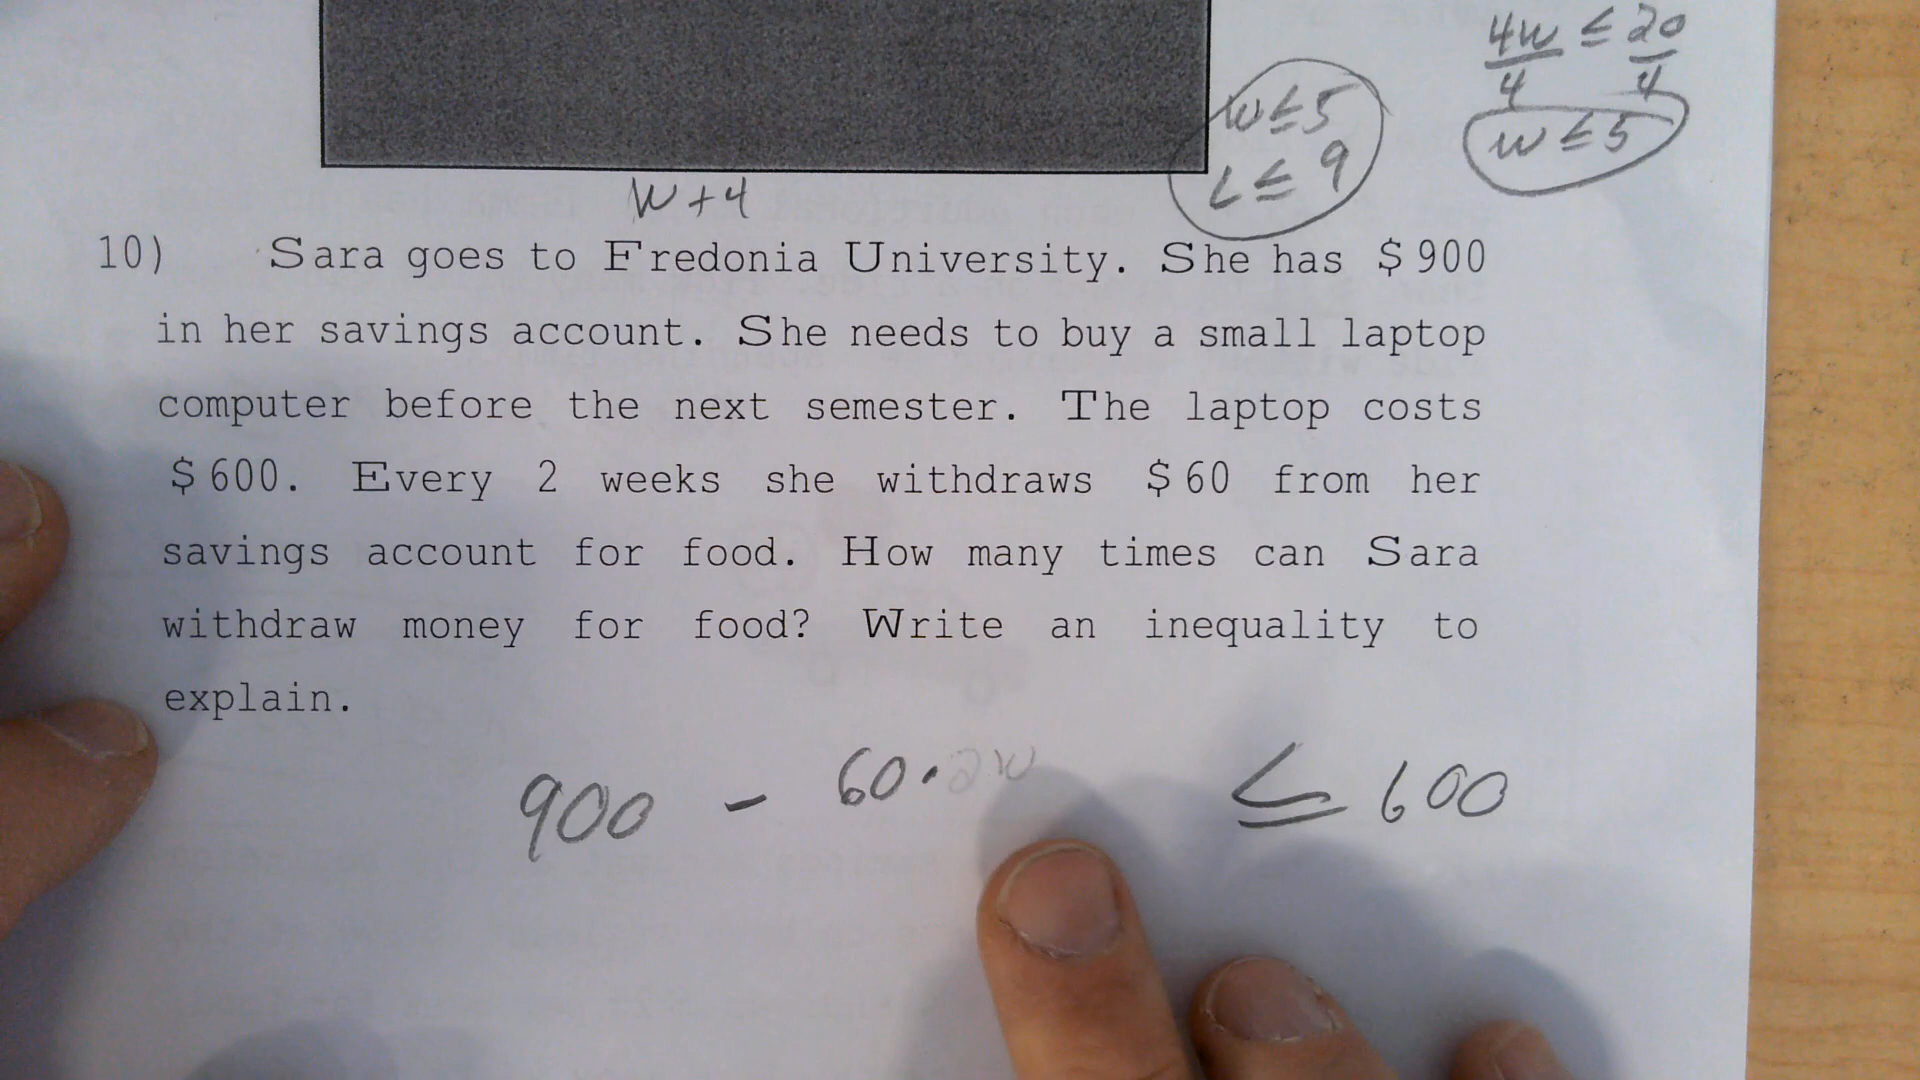 4w ≤ 20
4 4
w ≤ 5
w ≤ 5
L ≤ 9
w + 4
10) Sara goes to Fredonia University. She has $900
in her savings account. She needs to buy a small laptop
computer before the next semester. The laptop costs
$600. Every 2 weeks she withdraws $60 from her
savings account for food. How many times can Sara
withdraw money for food? Write an inequality to
explain.
900 - 60 · 2w ≤ 600